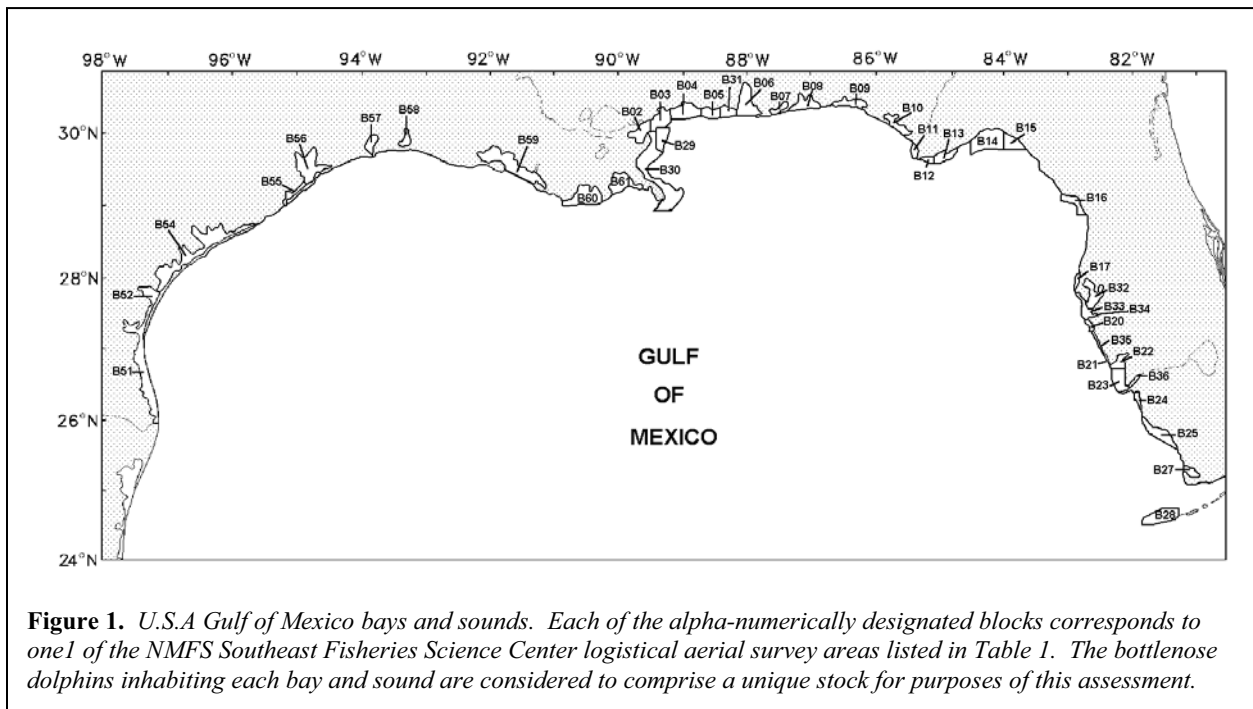 98°W 96°W 94°W 92°W 90°W 88°W 86°W 84°W 82°W
30°N
28°N
26°N
24°N
B58
B57
B56
B55
B54
B52
B51
B59
B60
B61
B02
B03
B04
B05
B31
B06
B07
B08
B09
B29
B30
B10
B11
B12
B13
B14
B15
B16
B17
B32
B33
B34
B20
B35
B21
B22
B23
B36
B24
B25
B27
B28
GULF
OF
MEXICO
Figure 1. U.S.A Gulf of Mexico bays and sounds. Each of the alpha-numerically designated blocks corresponds to
one1 of the NMFS Southeast Fisheries Science Center logistical aerial survey areas listed in Table 1. The bottlenose
dolphins inhabiting each bay and sound are considered to comprise a unique stock for purposes of this assessment.